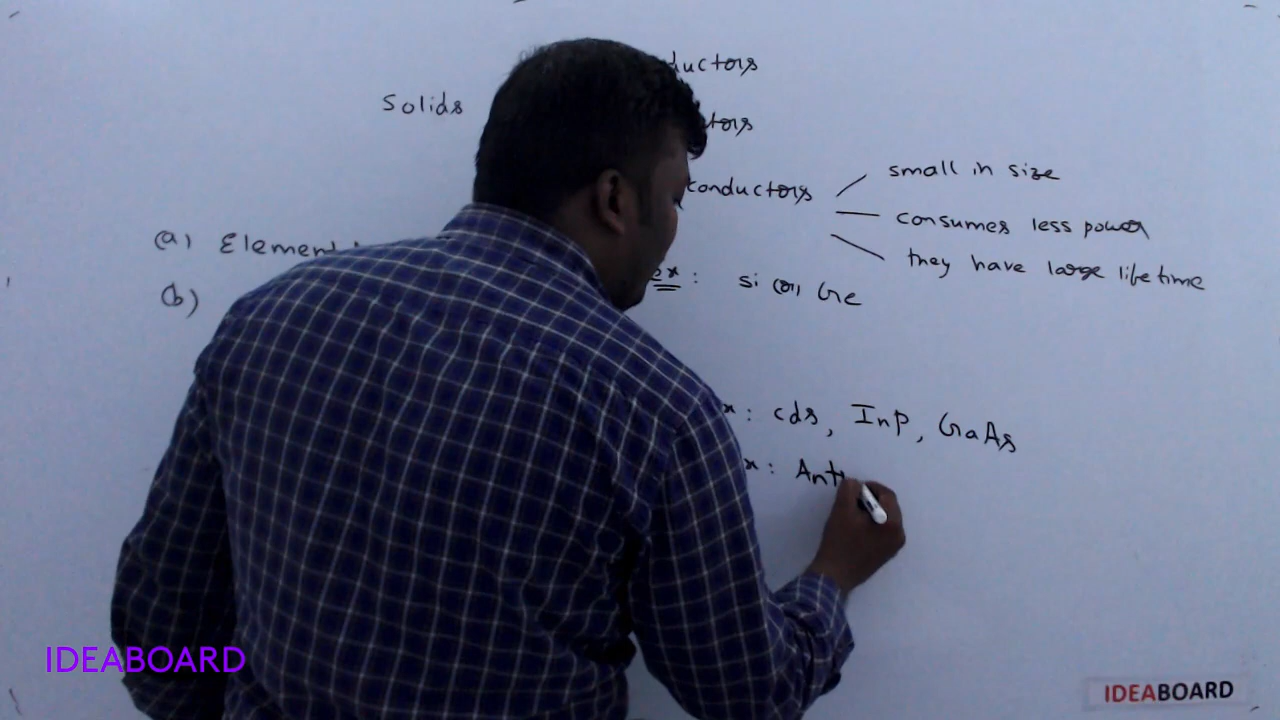 ductors
Solids
tors
conductors
small in size
consumes less power
they have large life time
(a) Element
Ex: si (or) Ge
(b)
x: cds, InP, GaAs
x: Ant
IDEABOARD
IDEABOARD